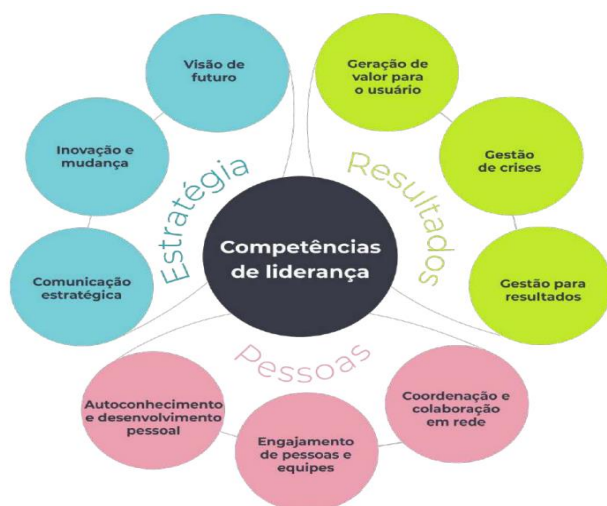 Visão de
futuro
Inovação e
mudança
Comunicação
estratégica
Estratégia
Geração de
valor para
o usuário
Gestão
de crises
Gestão para
resultados
Resultados
Competências
de liderança
Pessoas
Autoconhecimento
e desenvolvimento
pessoal
Engajamento
de pessoas e
equipes
Coordenação e
colaboração
em rede